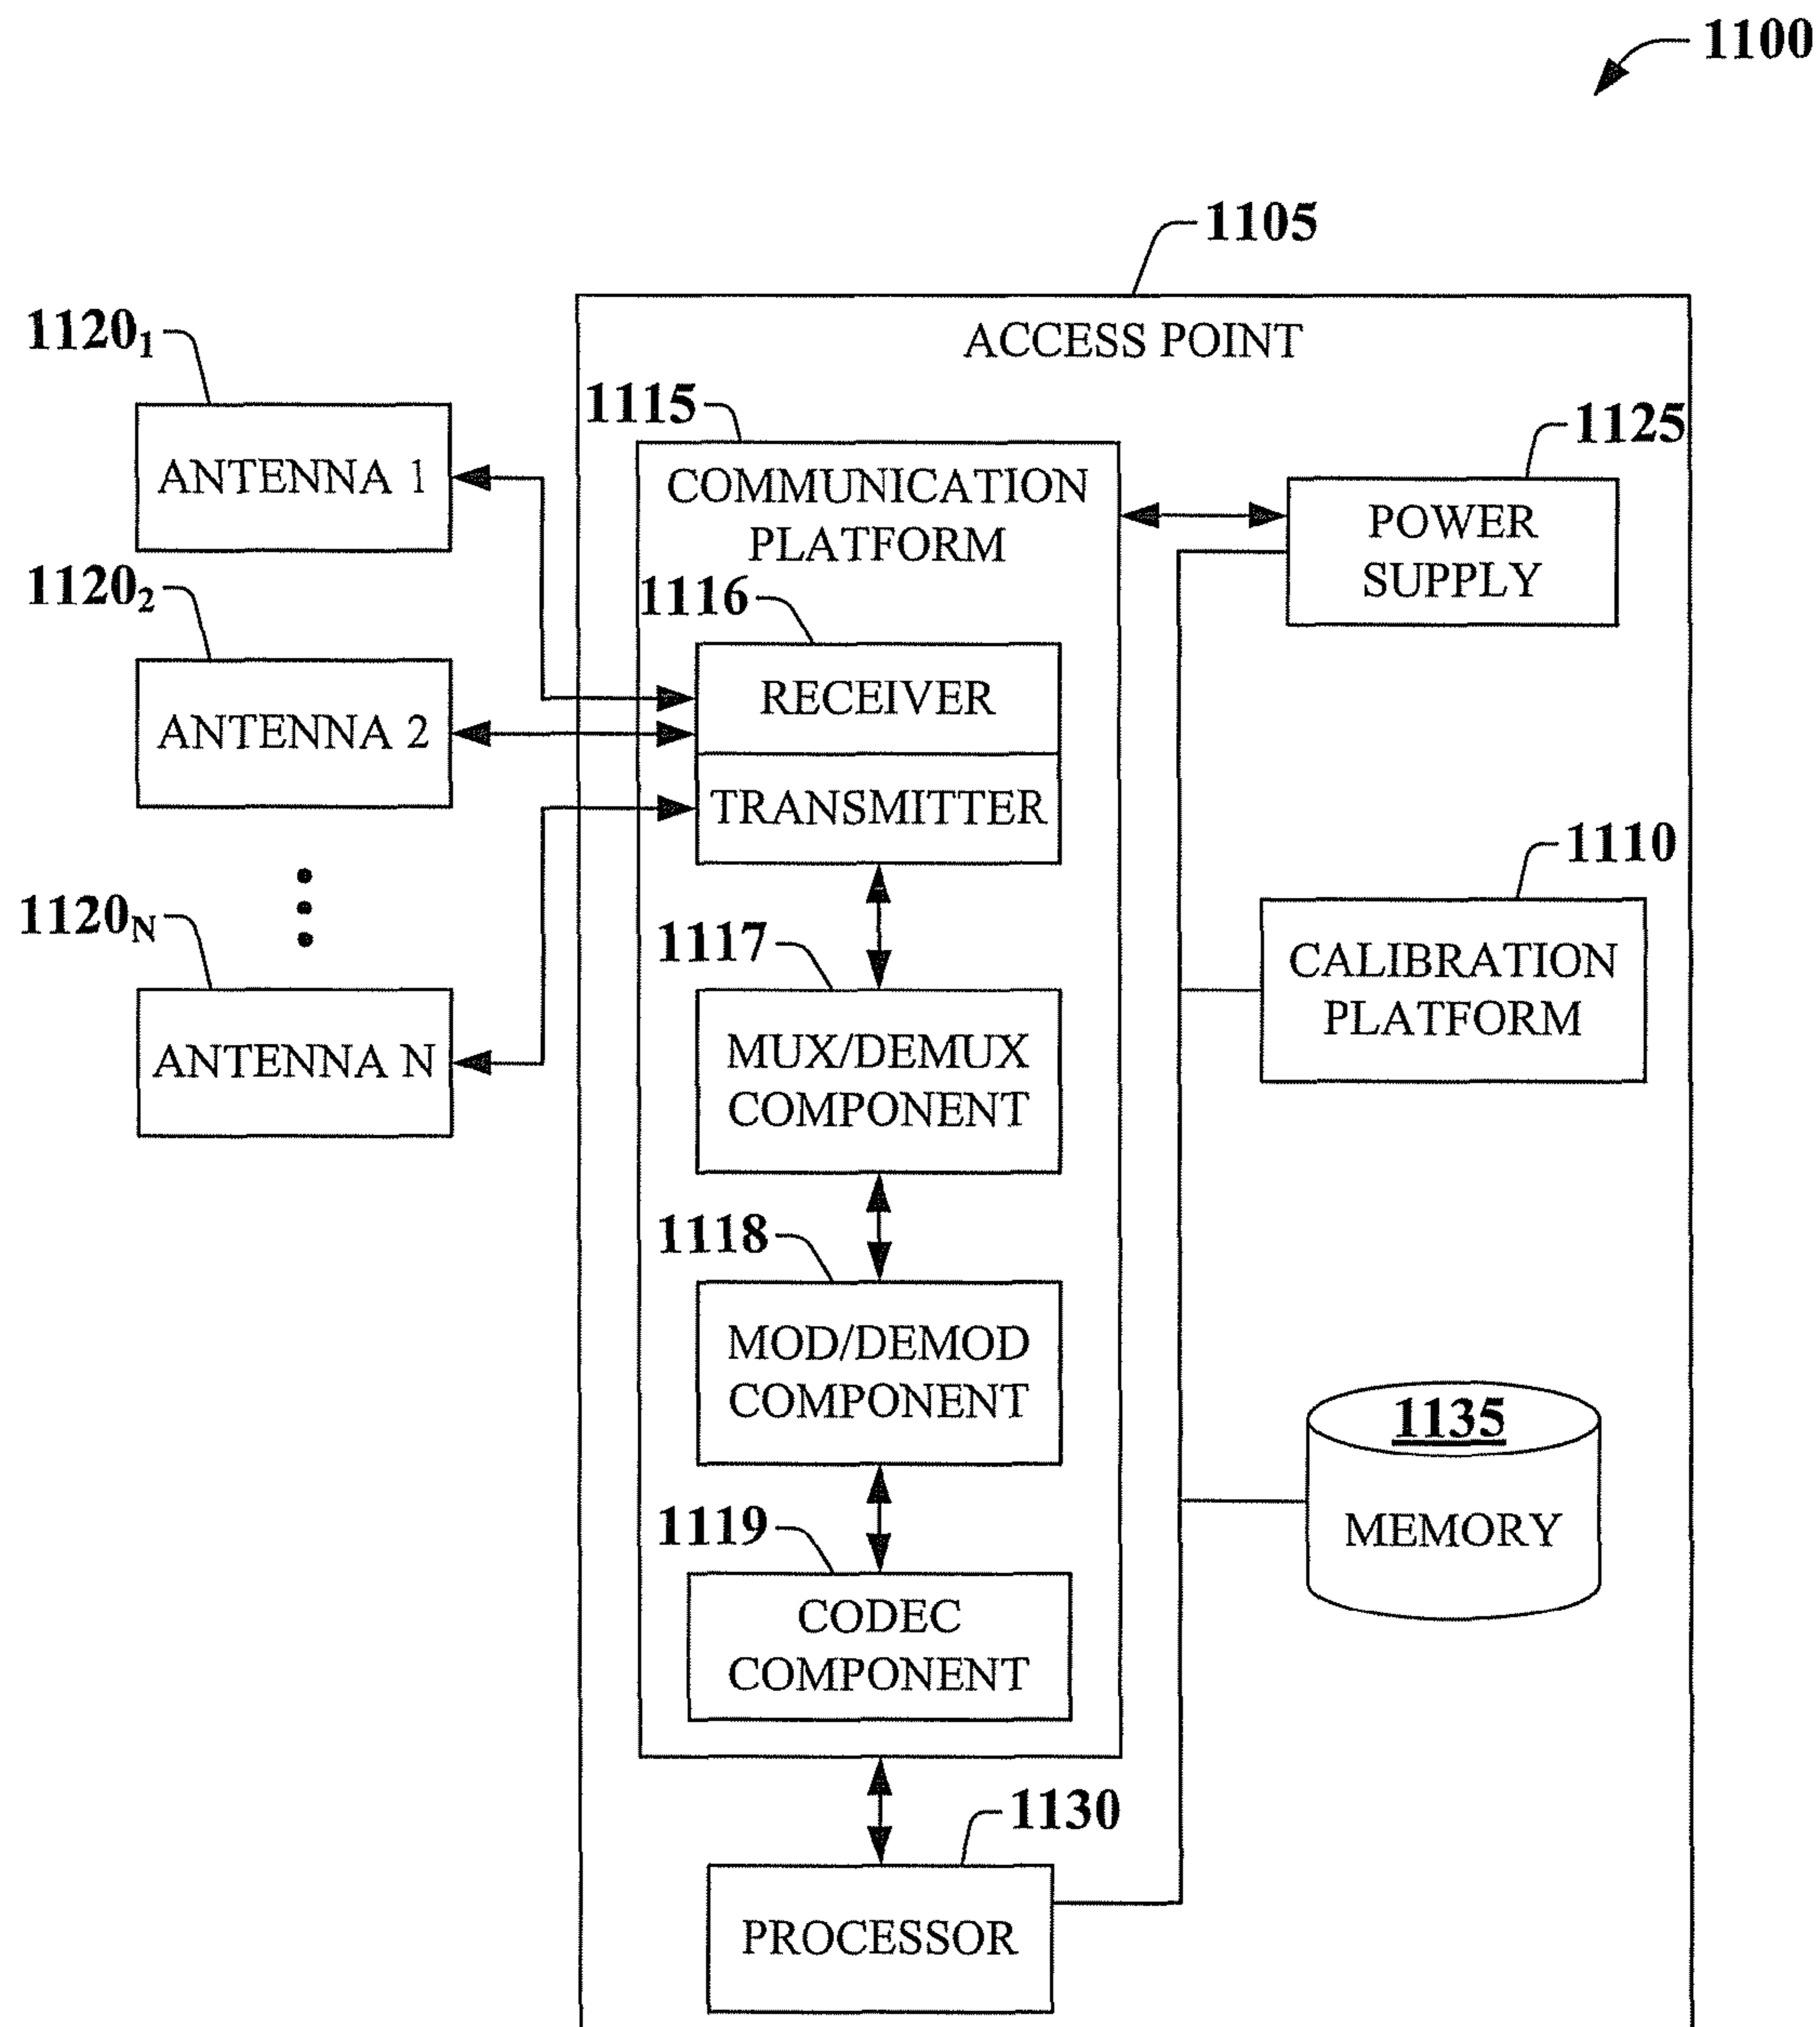 1100
1105
ACCESS POINT
1120₁
ANTENNA 1
1120₂
ANTENNA 2
1120ₙ
ANTENNA N
1115
COMMUNICATION
PLATFORM
1116
RECEIVER
TRANSMITTER
1117
MUX/DEMUX
COMPONENT
1118
MOD/DEMOD
COMPONENT
1119
CODEC
COMPONENT
1130
PROCESSOR
1125
POWER
SUPPLY
1110
CALIBRATION
PLATFORM
1135
MEMORY